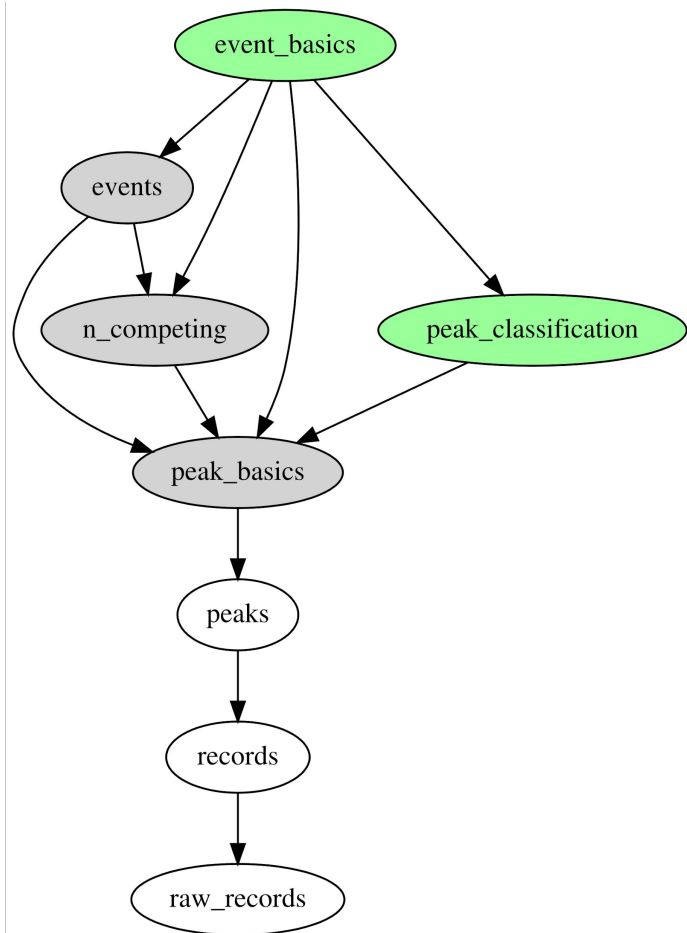 event_basics
events
n_competing
peak_classification
peak_basics
peaks
records
raw_records